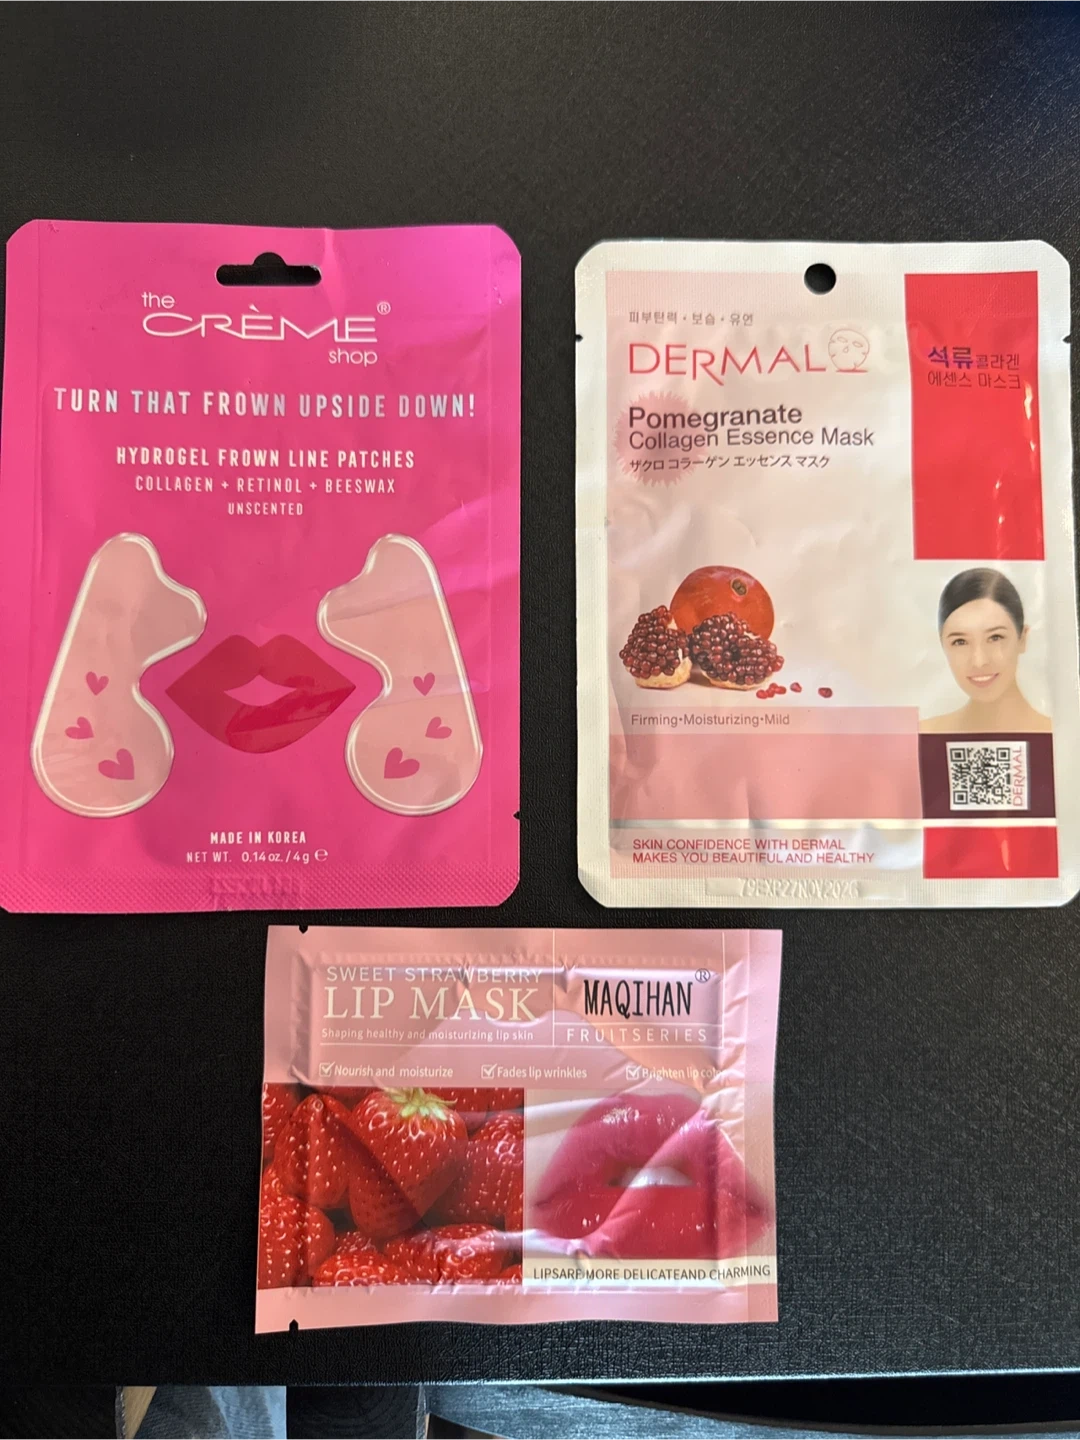 the
CRÈME®
shop
TURN THAT FROWN UPSIDE DOWN!
HYDROGEL FROWN LINE PATCHES
COLLAGEN + RETINOL + BEESWAX
UNSCENTED
MADE IN KOREA
NET WT. 0.14 oz. / 4g ℮
피부탄력 · 보습 · 유연
DERMAL
석류콜라겐
에센스 마스크
Pomegranate
Collagen Essence Mask
ザクロ コラーゲン エッセンス マスク
Firming·Moisturizing·Mild
DERMAL
SKIN CONFIDENCE WITH DERMAL
MAKES YOU BEAUTIFUL AND HEALTHY
79EXP27NOV2026
SWEET STRAWBERRY
LIP MASK
Shaping healthy and moisturizing lip skin
MAQIHAN®
FRUITSERIES
Nourish and moisturize
Fades lip wrinkles
Brighten lip color
LIPSARE MORE DELICATEAND CHARMING